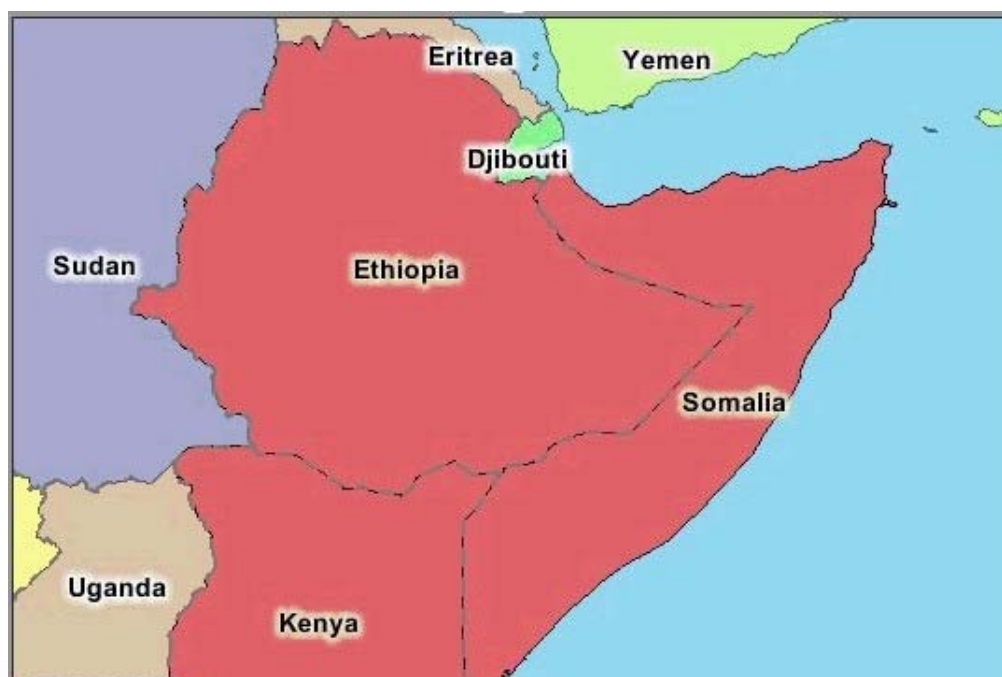 Eritrea
Yemen
Djibouti
Sudan
Ethiopia
Somalia
Uganda
Kenya